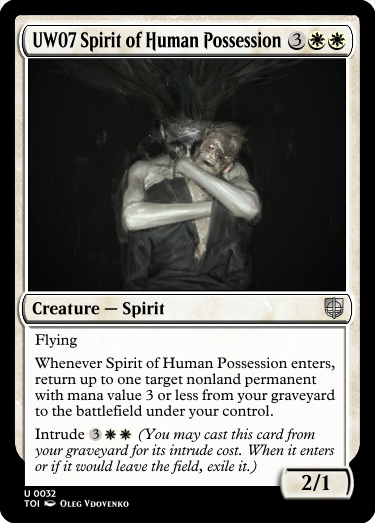 UW07 Spirit of Human Possession 3
Creature — Spirit
Flying
Whenever Spirit of Human Possession enters,
return up to one target nonland permanent
with mana value 3 or less from your graveyard
to the battlefield under your control.
Intrude 3 (You may cast this card from
your graveyard for its intrude cost. When it enters
or if it would leave the field, exile it.)
2/1
U 0032
TOI Oleg Vdovenko